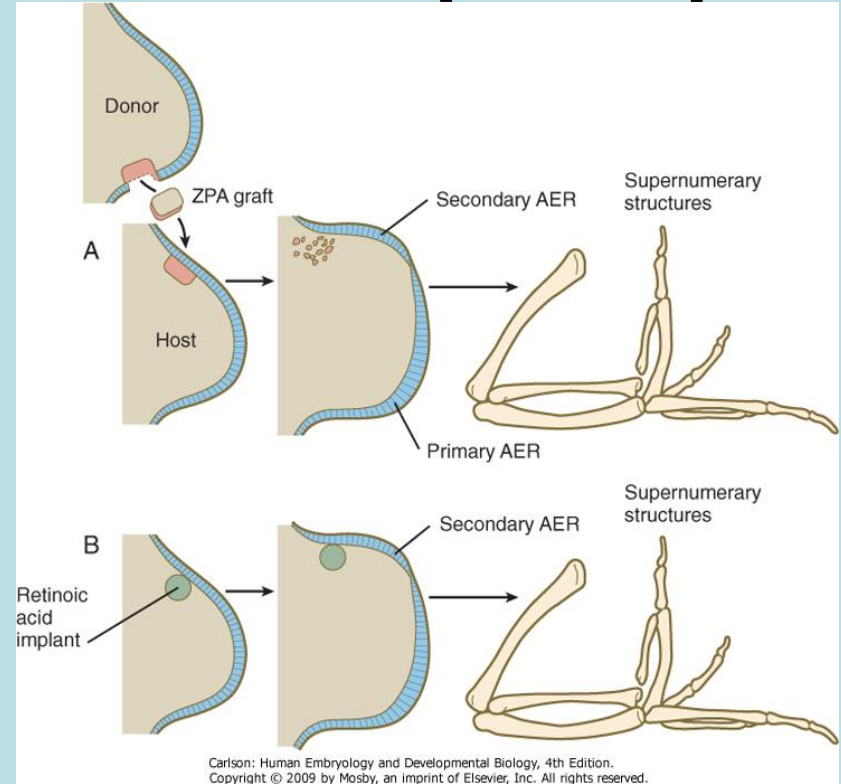 Donor
ZPA graft
A
Host
Secondary AER
Primary AER
Supernumerary
structures
B
Retinoic
acid
implant
Secondary AER
Supernumerary
structures
Carlson: Human Embryology and Developmental Biology, 4th Edition.
Copyright © 2009 by Mosby, an imprint of Elsevier, Inc. All rights reserved.